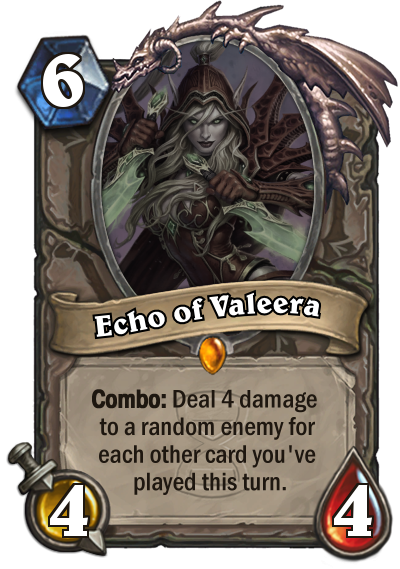 6
Echo of Valeera
Combo: Deal 4 damage
to a random enemy for
each other card you've
played this turn.
4
4